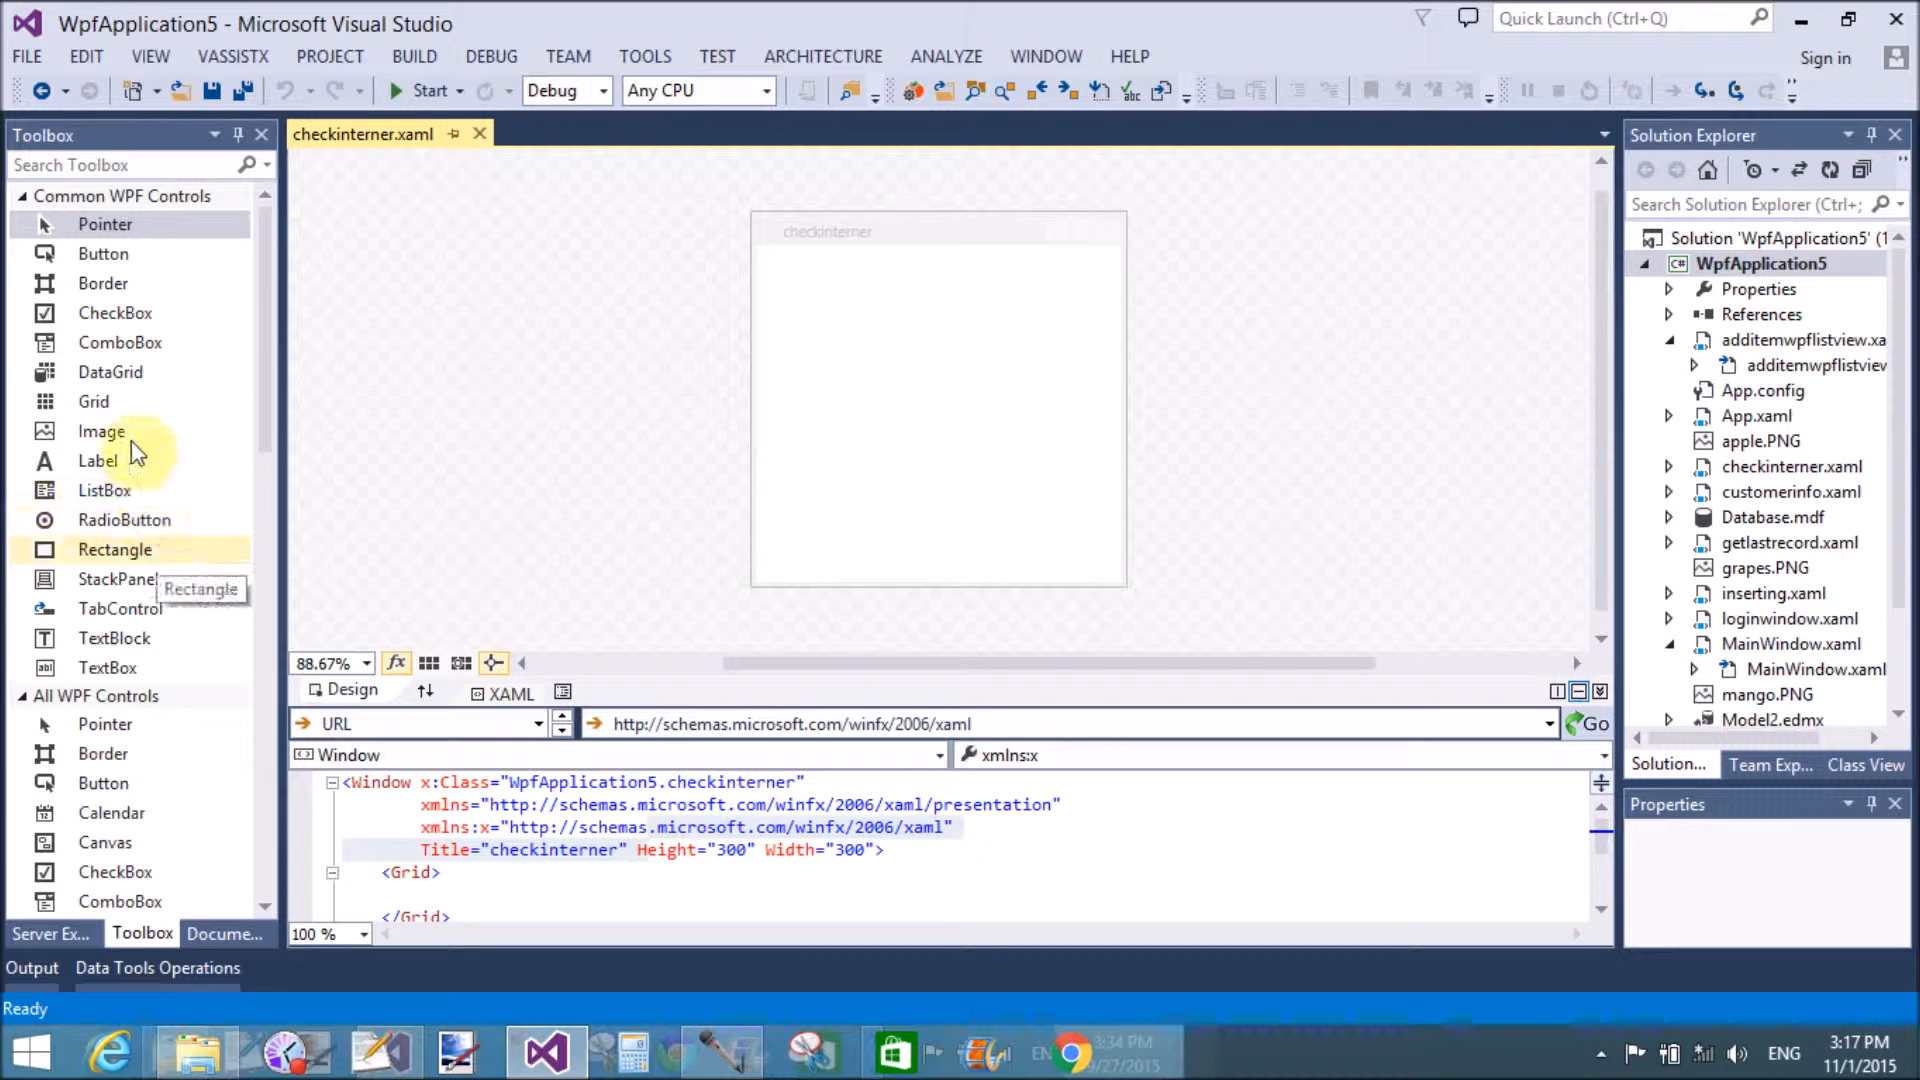 WpfApplication5 - Microsoft Visual Studio
Quick Launch (Ctrl+Q)
FILE EDIT VIEW VASSISTX PROJECT BUILD DEBUG TEAM TOOLS TEST ARCHITECTURE ANALYZE WINDOW HELP
Sign in
Start Debug Any CPU
Toolbox
Search Toolbox
Common WPF Controls
Pointer
Button
Border
CheckBox
ComboBox
DataGrid
Grid
Image
Label
ListBox
RadioButton
Rectangle
StackPanel
Rectangle
TabControl
TextBlock
TextBox
All WPF Controls
Pointer
Border
Button
Calendar
Canvas
CheckBox
ComboBox
Server Ex... Toolbox Docume...
checkinterner.xaml
checkinterner
88.67%
Design XAML
URL http://schemas.microsoft.com/winfx/2006/xaml Go
Window xmlns:x
<Window x:Class="WpfApplication5.checkinterner"
xmlns="http://schemas.microsoft.com/winfx/2006/xaml/presentation"
xmlns:x="http://schemas.microsoft.com/winfx/2006/xaml"
Title="checkinterner" Height="300" Width="300">
<Grid>
</Grid>
100 %
Solution Explorer
Search Solution Explorer (Ctrl+;
Solution 'WpfApplication5' (1
WpfApplication5
Properties
References
additemwpflistview.xa
additemwpflistview
App.config
App.xaml
apple.PNG
checkinterner.xaml
customerinfo.xaml
Database.mdf
getlastrecord.xaml
grapes.PNG
inserting.xaml
loginwindow.xaml
MainWindow.xaml
MainWindow.xaml
mango.PNG
Model2.edmx
Solution... Team Exp... Class View
Properties
Output Data Tools Operations
Ready
EN 3:34 PM
9/27/2015
ENG
3:17 PM
11/1/2015